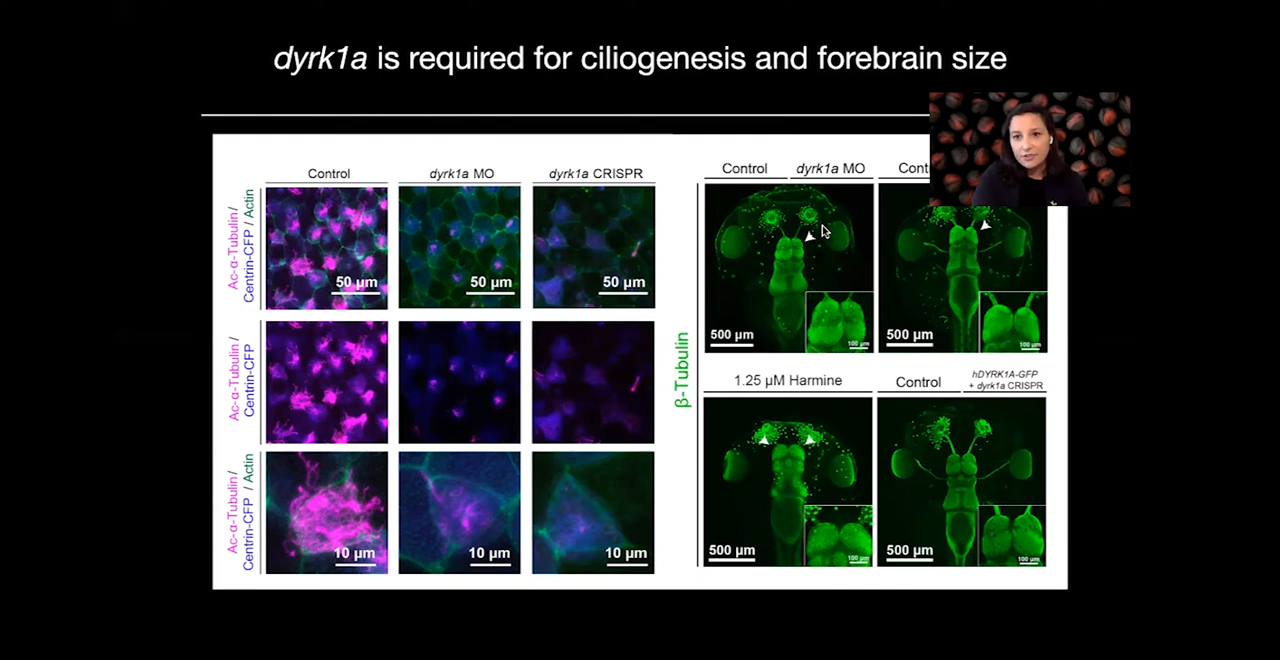 dyrk1a is required for ciliogenesis and forebrain size
Control
dyrk1a MO
dyrk1a CRISPR
Ac-α-Tubulin/
Centrin-CFP / Actin
50 µm
50 µm
50 µm
Ac-α-Tubulin/
Centrin-CFP
Ac-α-Tubulin/
Centrin-CFP / Actin
10 µm
10 µm
10 µm
β-Tubulin
Control
dyrk1a MO
Cont
500 µm
100 µm
500 µm
100 µm
1.25 µM Harmine
Control
hDYRK1A-GFP
+ dyrk1a CRISPR
500 µm
100 µm
500 µm
100 µm